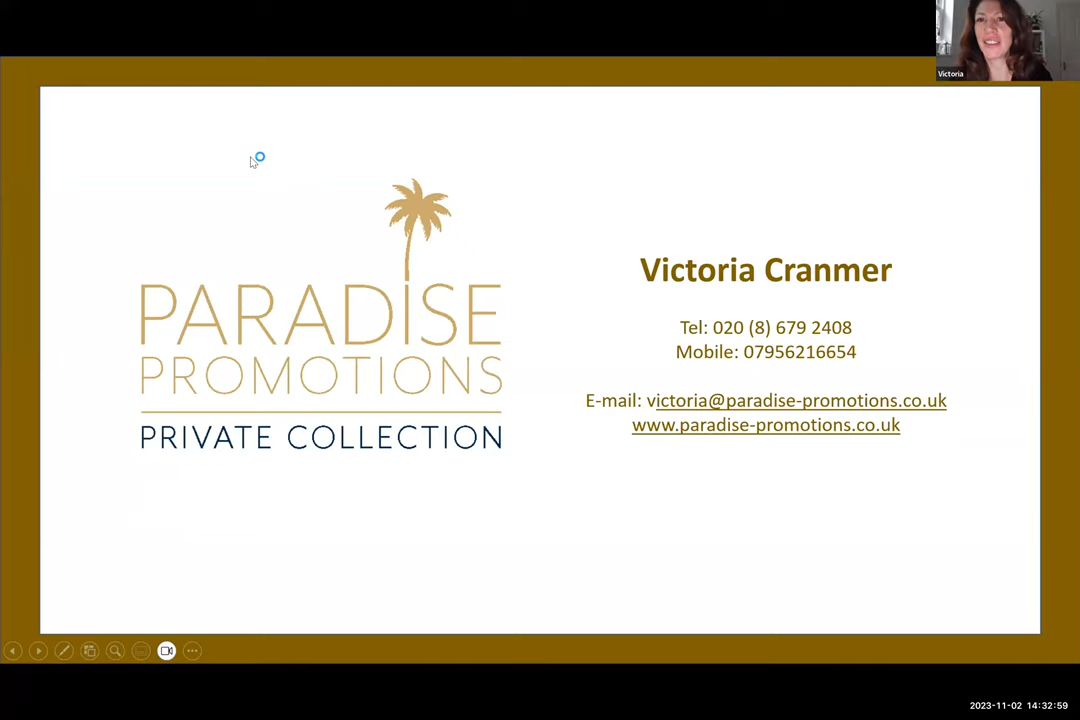 Victoria
PARADISE
PROMOTIONS
PRIVATE COLLECTION
Victoria Cranmer
Tel: 020 (8) 679 2408
Mobile: 07956216654
E-mail: victoria@paradise-promotions.co.uk
www.paradise-promotions.co.uk
2023-11-02 14:32:59